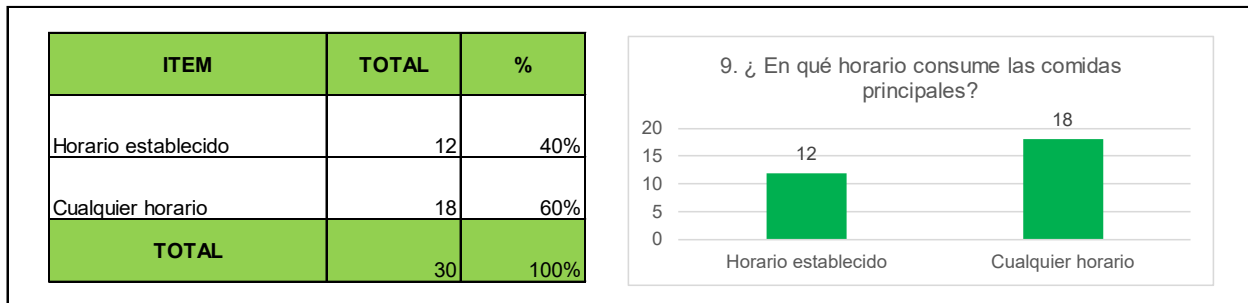 ITEM TOTAL %
Horario establecido 12 40%
Cualquier horario 18 60%
TOTAL 30 100%
9. ¿ En qué horario consume las comidas
principales?
20
15
10
5
0
12
18
Horario establecido Cualquier horario